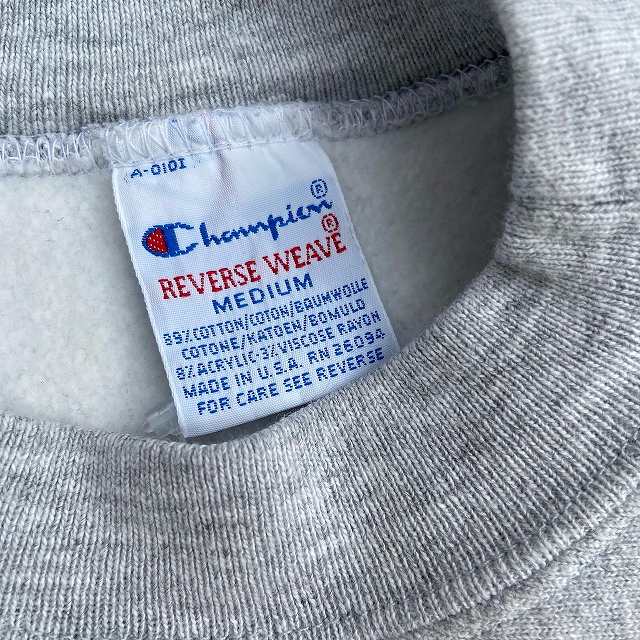 A-0101
Champion®
REVERSE WEAVE®
MEDIUM
89% COTTON/COTON/BAUMWOLLE
COTONE/KATOEN/BOMULD
8% ACRYLIC-3% VISCOSE RAYON
MADE IN U.S.A. RN 26094
FOR CARE SEE REVERSE